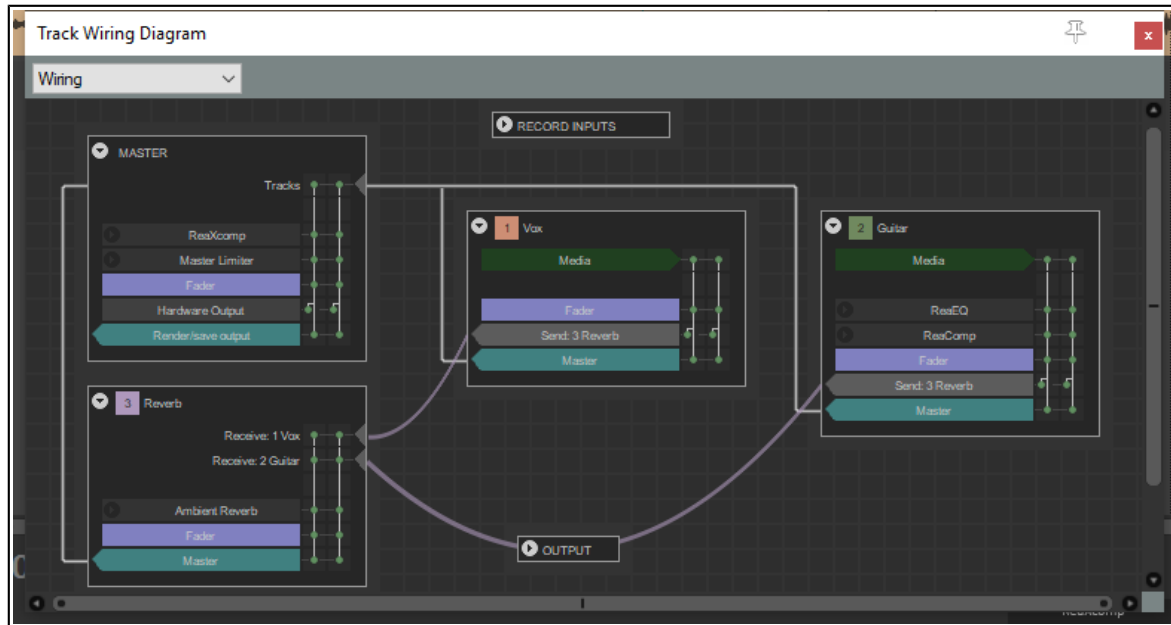 Track Wiring Diagram
x
Wiring
RECORD INPUTS
MASTER
Tracks
ReaXcomp
Master Limiter
Fader
Hardware Output
Render/save output
1 Vox
Media
Fader
Send: 3 Reverb
Master
2 Guitar
Media
ReaEQ
ReaComp
Fader
Send: 3 Reverb
Master
3 Reverb
Receive: 1 Vox
Receive: 2 Guitar
Ambient Reverb
Fader
Master
OUTPUT
ReaXcomp